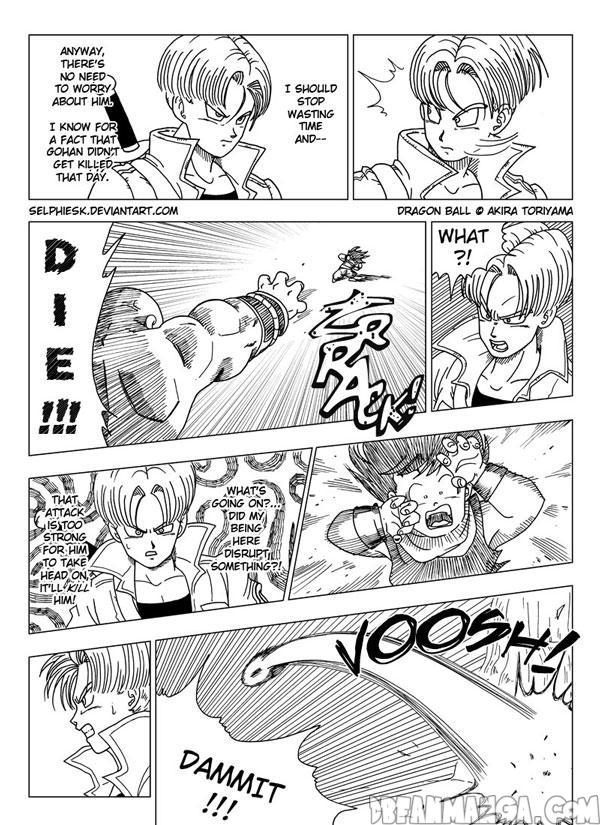 ANYWAY,
THERE'S
NO NEED
TO WORRY
ABOUT HIM.
I KNOW FOR
A FACT THAT
GOHAN DIDN'T
GET KILLED
THAT DAY.
I SHOULD
STOP
WASTING
TIME
AND--
SELPHIESK.DEVIANTART.COM
DRAGON BALL © AKIRA TORIYAMA
DIE!!!
KRRACK!
WHAT
?!
THAT
ATTACK
IS TOO
STRONG
FOR HIM
TO TAKE
HEAD ON,
IT'LL KILL
HIM!
WHAT'S
GOING ON?...
DID MY
BEING
HERE
DISRUPT
SOMETHING?!
VOOSH!
DAMMIT
!!!
DREAMMANGA.COM